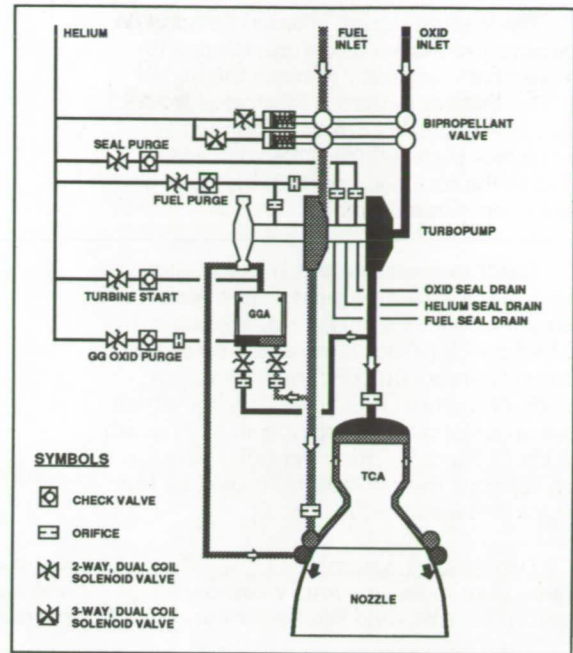 HELIUM
FUEL
INLET
OXID
INLET
BIPROPELLANT
VALVE
SEAL PURGE
FUEL PURGE
TURBOPUMP
TURBINE START
GGA
OXID SEAL DRAIN
HELIUM SEAL DRAIN
FUEL SEAL DRAIN
GG OXID PURGE
SYMBOLS
CHECK VALVE
ORIFICE
2-WAY, DUAL COIL
SOLENOID VALVE
3-WAY, DUAL COIL
SOLENOID VALVE
TCA
NOZZLE